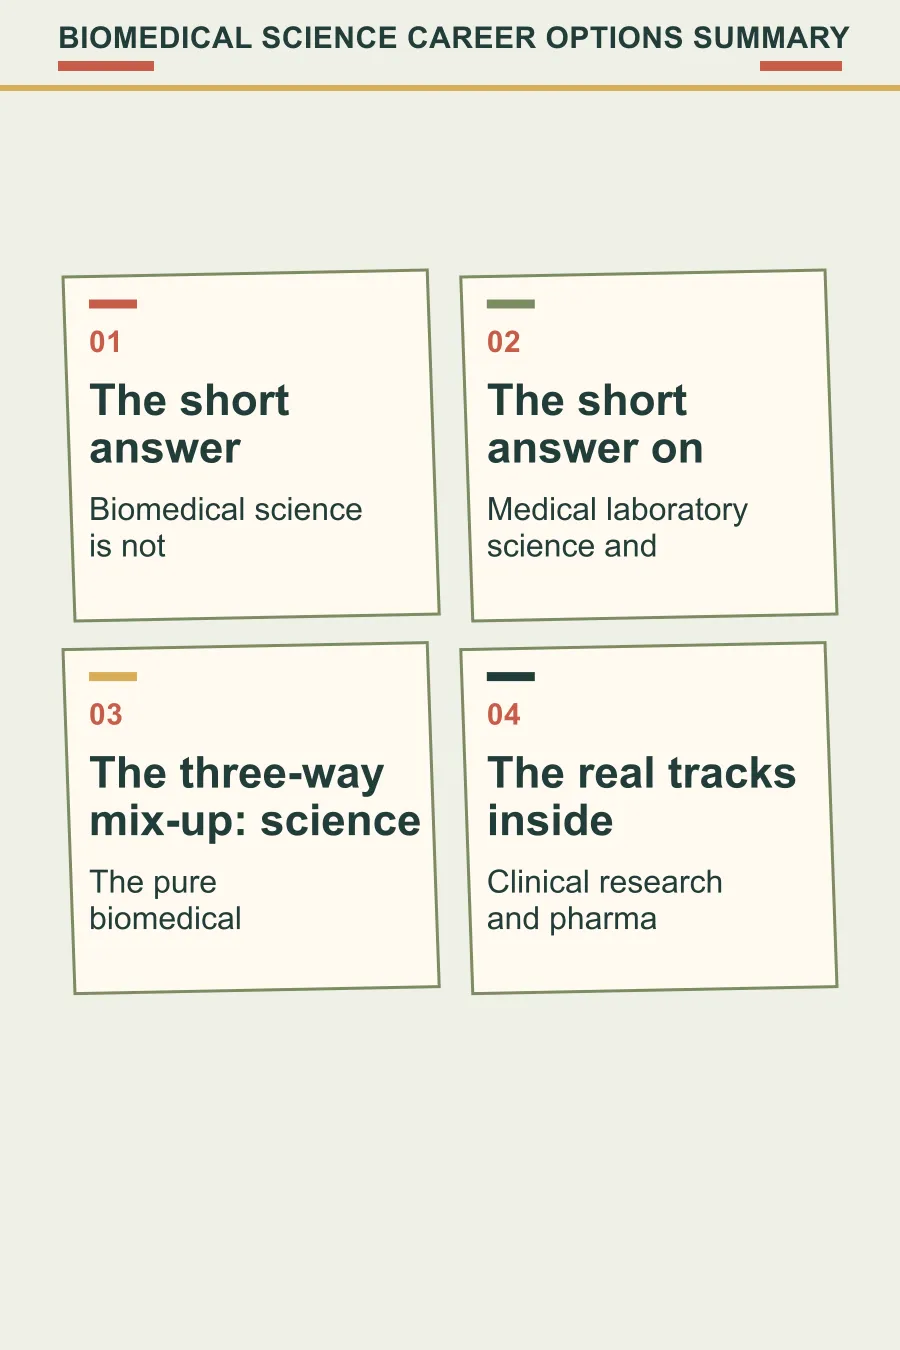 BIOMEDICAL SCIENCE CAREER OPTIONS SUMMARY
01
The short
answer
Biomedical science
is not
02
The short
answer on
Medical laboratory
science and
03
The three-way
mix-up: science
The pure
biomedical
04
The real tracks
inside
Clinical research
and pharma